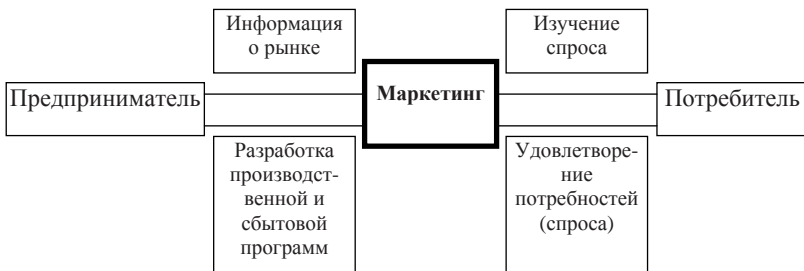 Информация
о рынке
Изучение
спроса
Предприниматель
Маркетинг
Потребитель
Разработка
производст-
венной и
сбытовой
программ
Удовлетворе-
ние
потребностей
(спроса)